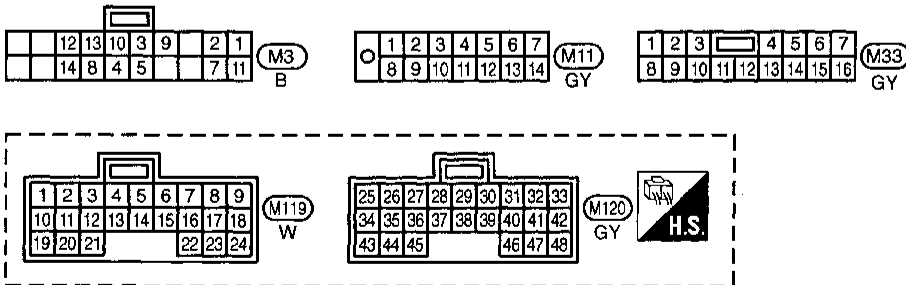 12 13 10 3 9 2 1
14 8 4 5 7 11
M3
B
1 2 3 4 5 6 7
8 9 10 11 12 13 14
M11
GY
1 2 3 4 5 6 7
8 9 10 11 12 13 14 15 16
M33
GY
1 2 3 4 5 6 7 8 9
10 11 12 13 14 15 16 17 18
19 20 21 22 23 24
M119
W
25 26 27 28 29 30 31 32 33
34 35 36 37 38 39 40 41 42
43 44 45 46 47 48
M120
GY
H.S.